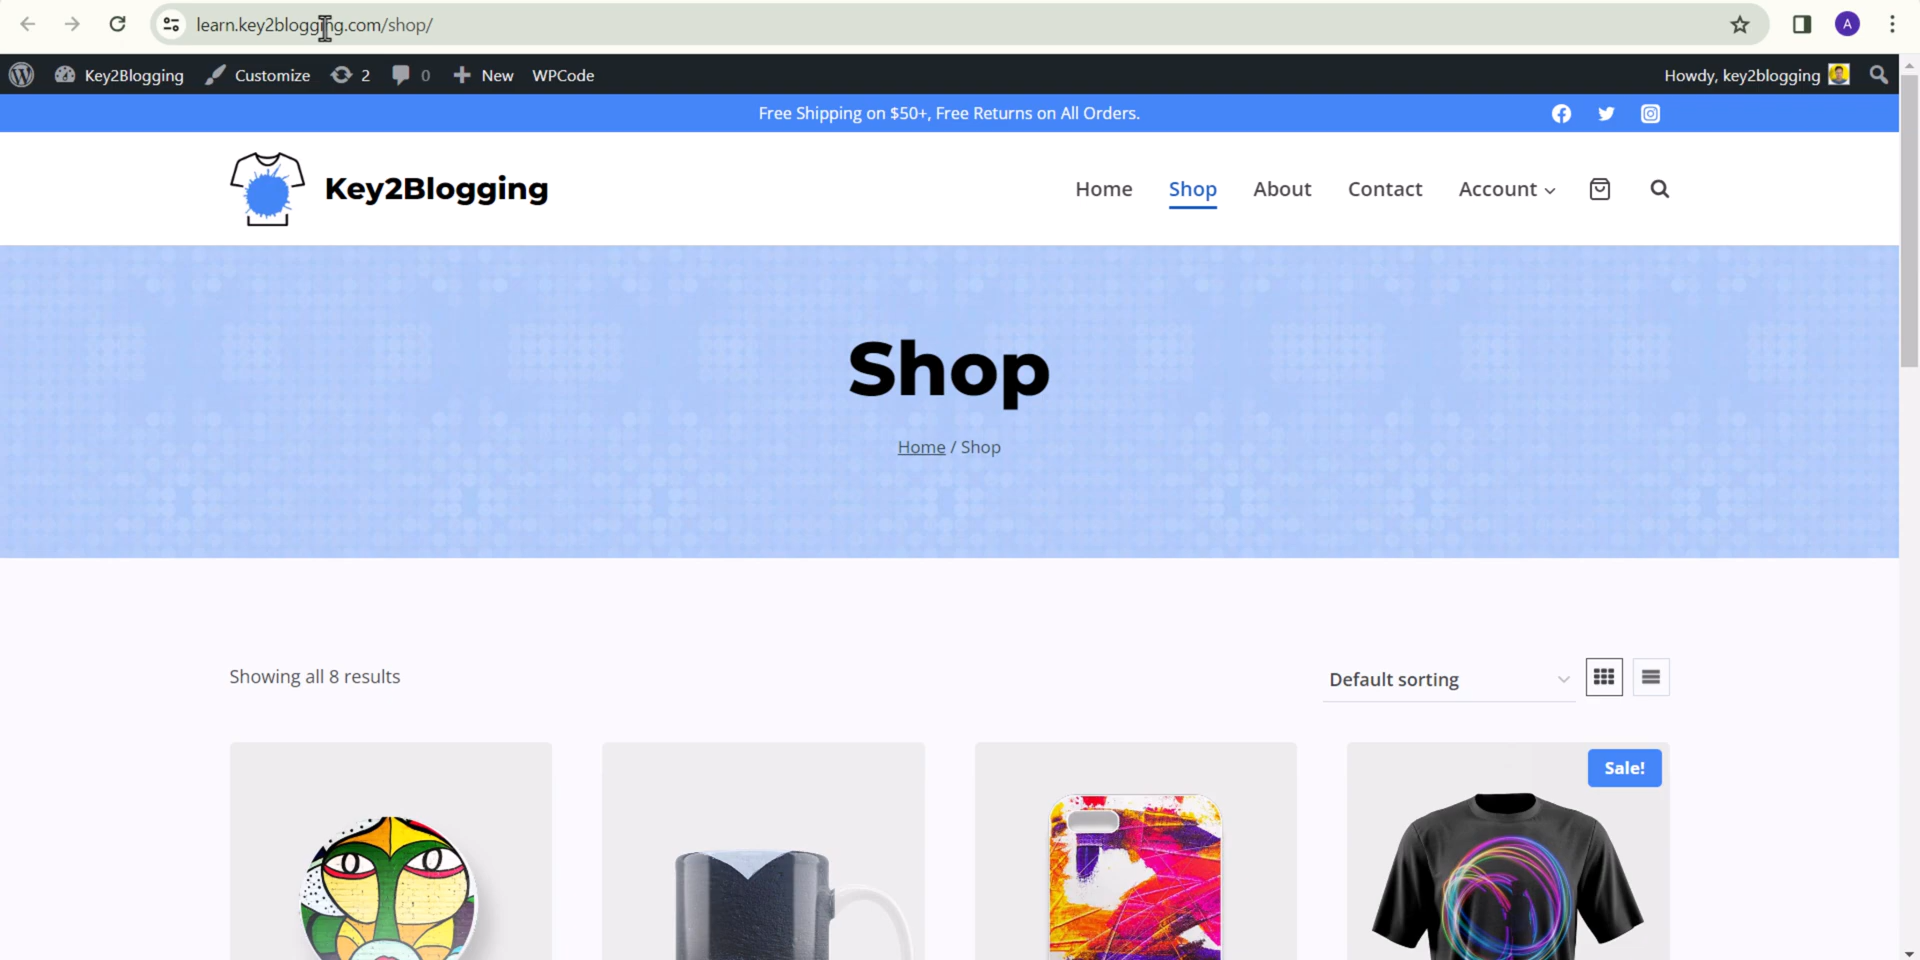 learn.key2blogging.com/shop/
A
Key2Blogging Customize 2 0 New WPCode Howdy, key2blogging
Free Shipping on $50+, Free Returns on All Orders.
Key2Blogging Home Shop About Contact Account
Shop
Home / Shop
Showing all 8 results Default sorting
Sale!